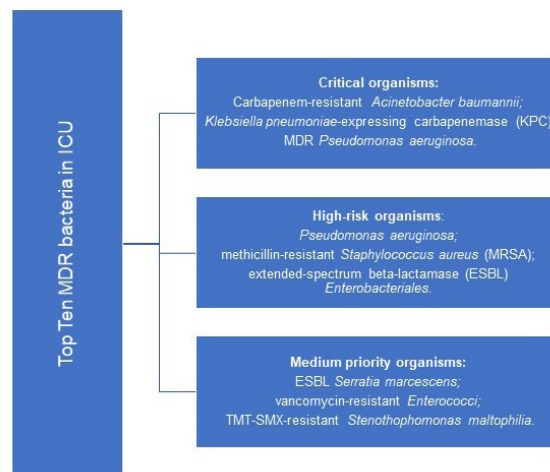 Top Ten MDR bacteria in ICU
Critical organisms:
Carbapenem-resistant Acinetobacter baumannii;
Klebsiella pneumoniae-expressing carbapenemase (KPC)
MDR Pseudomonas aeruginosa.
High-risk organisms:
Pseudomonas aeruginosa;
methicillin-resistant Staphylococcus aureus (MRSA);
extended-spectrum beta-lactamase (ESBL)
Enterobacteriales.
Medium priority organisms:
ESBL Serratia marcescens;
vancomycin-resistant Enterococci;
TMT-SMX-resistant Stenothophomonas maltophilia.